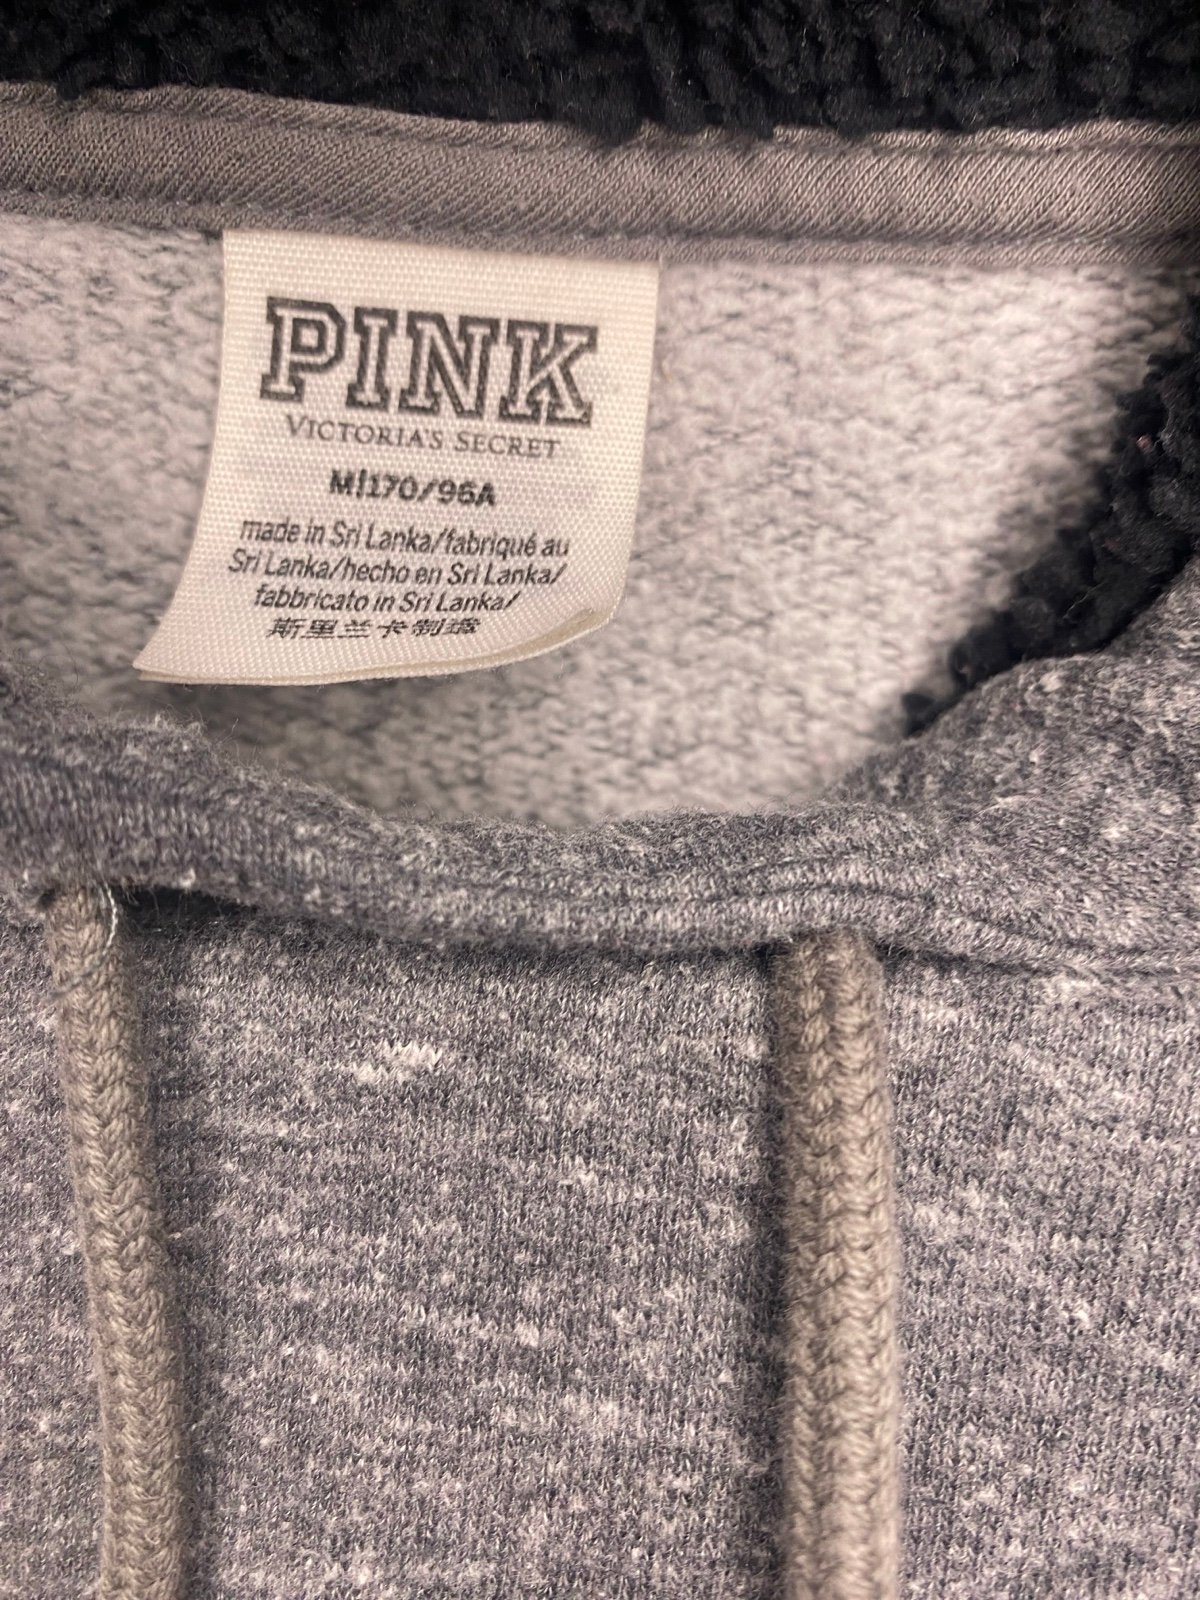 PINK
VICTORIA'S SECRET
M|170/96A
made in Sri Lanka/fabriqué au
Sri Lanka/hecho en Sri Lanka/
fabbricato in Sri Lanka/
斯里兰卡制造